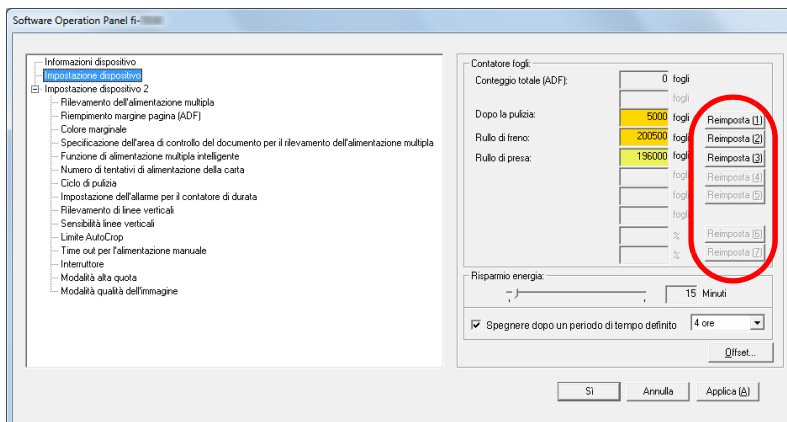 Software Operation Panel fi-
Informazioni dispositivo
Impostazione dispositivo
Impostazione dispositivo 2
Rilevamento dell'alimentazione multipla
Riempimento margine pagina (ADF)
Colore marginale
Specificazione dell'area di controllo del documento per il rilevamento dell'alimentazione multipla
Funzione di alimentazione multipla intelligente
Numero di tentativi di alimentazione della carta
Ciclo di pulizia
Impostazione dell'allarme per il contatore di durata
Rilevamento di linee verticali
Sensibilità linee verticali
Limite AutoCrop
Time out per l'alimentazione manuale
Interruttore
Modalità alta quota
Modalità qualità dell'immagine
Contatore fogli:
Conteggio totale (ADF): 0 fogli
fogli
Dopo la pulizia: 5000 fogli Reimposta (1)
Rullo di freno: 200500 fogli Reimposta (2)
Rullo di presa: 196000 fogli Reimposta (3)
fogli Reimposta (4)
fogli Reimposta (5)
fogli
% Reimposta (6)
% Reimposta (7)
Risparmio energia:
15 Minuti
Spegnere dopo un periodo di tempo definito 4 ore
Offset...
Sì Annulla Applica (A)